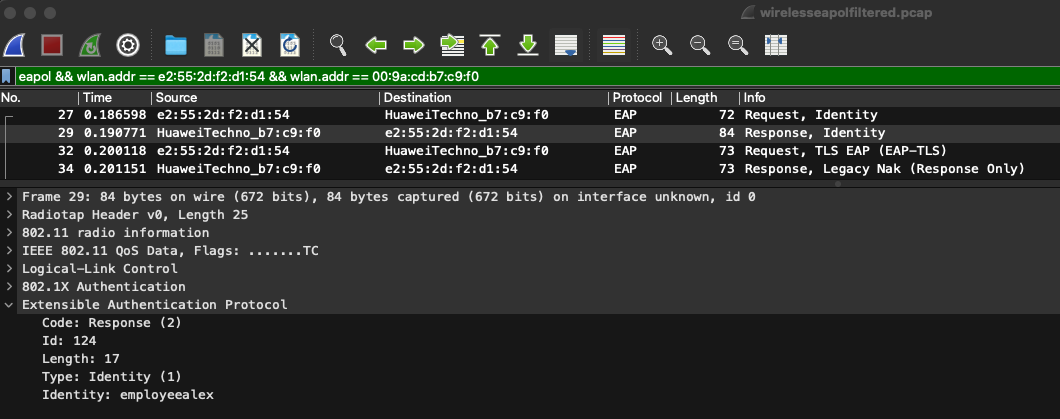 wirelesseapolfiltered.pcap
eapol && wlan.addr == e2:55:2d:f2:d1:54 && wlan.addr == 00:9a:cd:b7:c9:f0
No. Time Source Destination Protocol Length Info
27 0.186598 e2:55:2d:f2:d1:54 HuaweiTechno_b7:c9:f0 EAP 72 Request, Identity
29 0.190771 HuaweiTechno_b7:c9:f0 e2:55:2d:f2:d1:54 EAP 84 Response, Identity
32 0.200118 e2:55:2d:f2:d1:54 HuaweiTechno_b7:c9:f0 EAP 73 Request, TLS EAP (EAP-TLS)
34 0.201151 HuaweiTechno_b7:c9:f0 e2:55:2d:f2:d1:54 EAP 73 Response, Legacy Nak (Response Only)
Frame 29: 84 bytes on wire (672 bits), 84 bytes captured (672 bits) on interface unknown, id 0
Radiotap Header v0, Length 25
802.11 radio information
IEEE 802.11 QoS Data, Flags: .......TC
Logical-Link Control
802.1X Authentication
Extensible Authentication Protocol
Code: Response (2)
Id: 124
Length: 17
Type: Identity (1)
Identity: employeealex